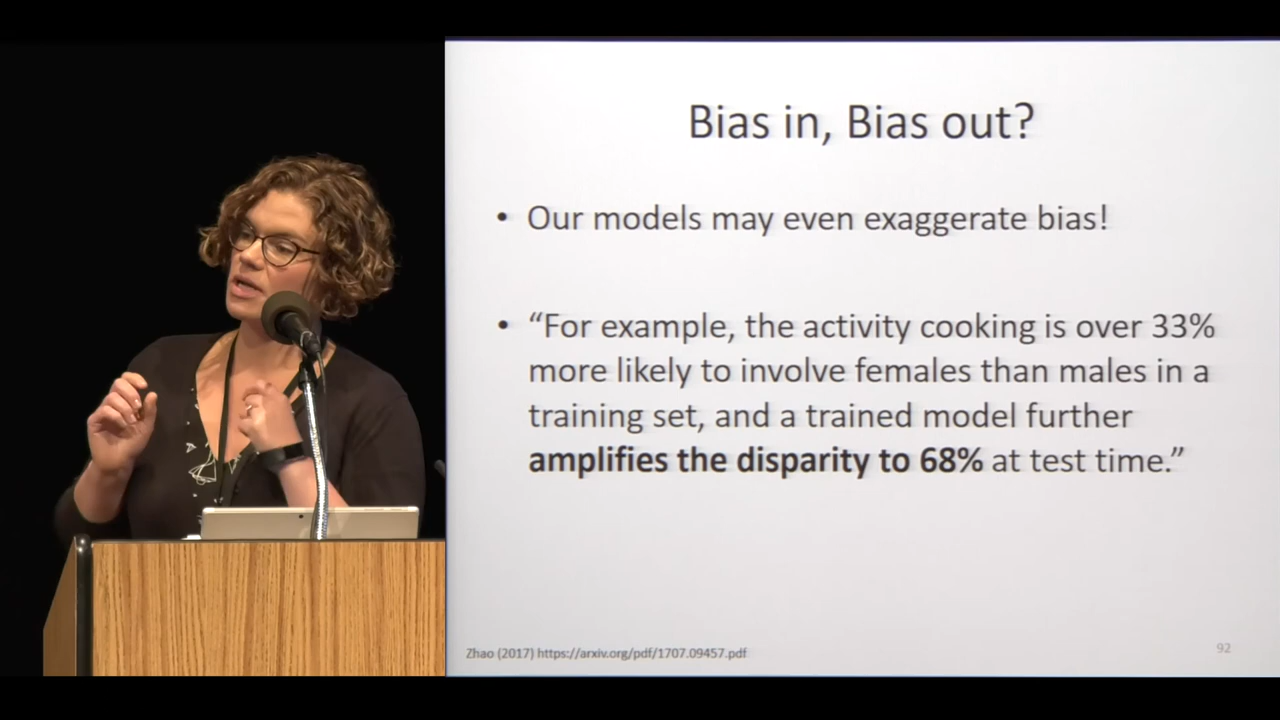 Bias in, Bias out?
• Our models may even exaggerate bias!
• “For example, the activity cooking is over 33%
more likely to involve females than males in a
training set, and a trained model further
amplifies the disparity to 68% at test time.”
Zhao (2017) https://arxiv.org/pdf/1707.09457.pdf
92